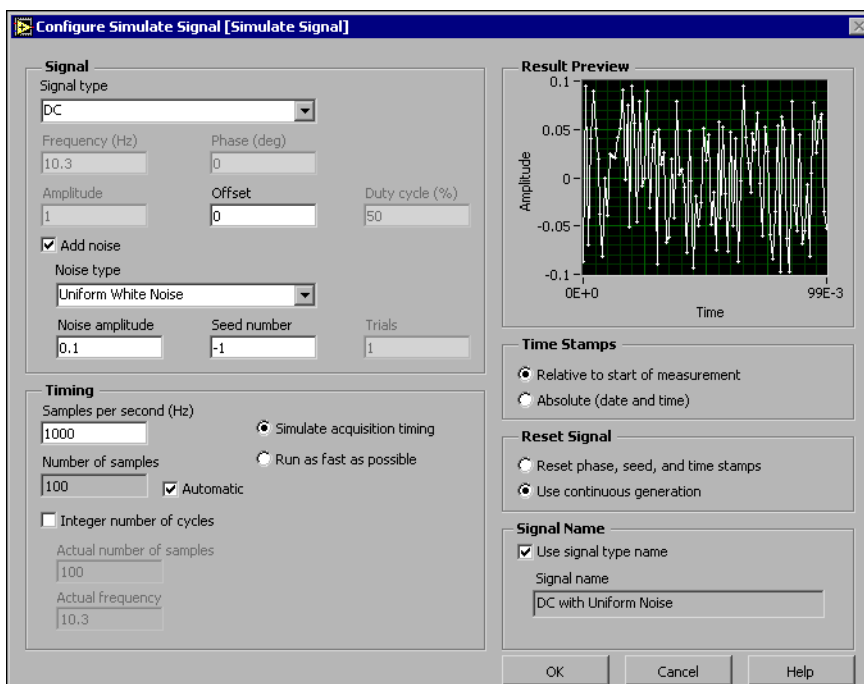 Configure Simulate Signal [Simulate Signal]
Signal
Signal type
DC
Frequency (Hz) Phase (deg)
10.3 0
Amplitude Offset Duty cycle (%)
1 0 50
Add noise
Noise type
Uniform White Noise
Noise amplitude Seed number Trials
0.1 -1 1
Timing
Samples per second (Hz)
1000
Simulate acquisition timing
Number of samples
Run as fast as possible
100 Automatic
Integer number of cycles
Actual number of samples
100
Actual frequency
10.3
Result Preview
0.1
0.05
0
-0.05
-0.1
Amplitude
0E+0 99E-3
Time
Time Stamps
Relative to start of measurement
Absolute (date and time)
Reset Signal
Reset phase, seed, and time stamps
Use continuous generation
Signal Name
Use signal type name
Signal name
DC with Uniform Noise
OK Cancel Help